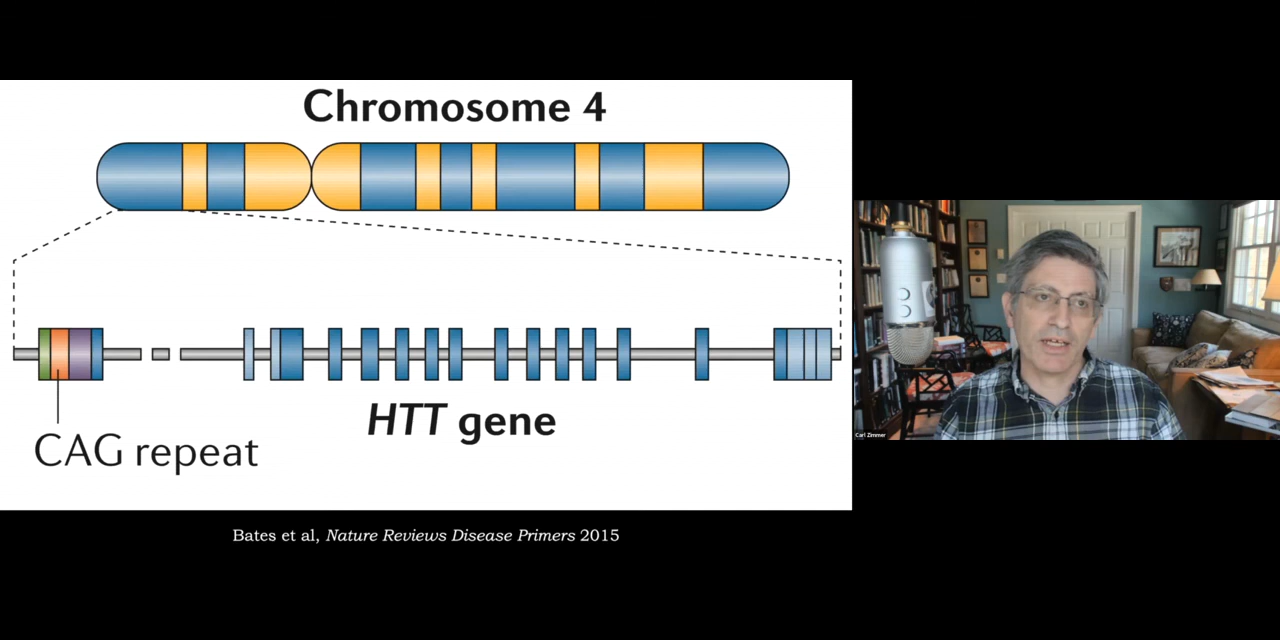 Chromosome 4
HTT gene
CAG repeat
Bates et al, Nature Reviews Disease Primers 2015
Carl Zimmer